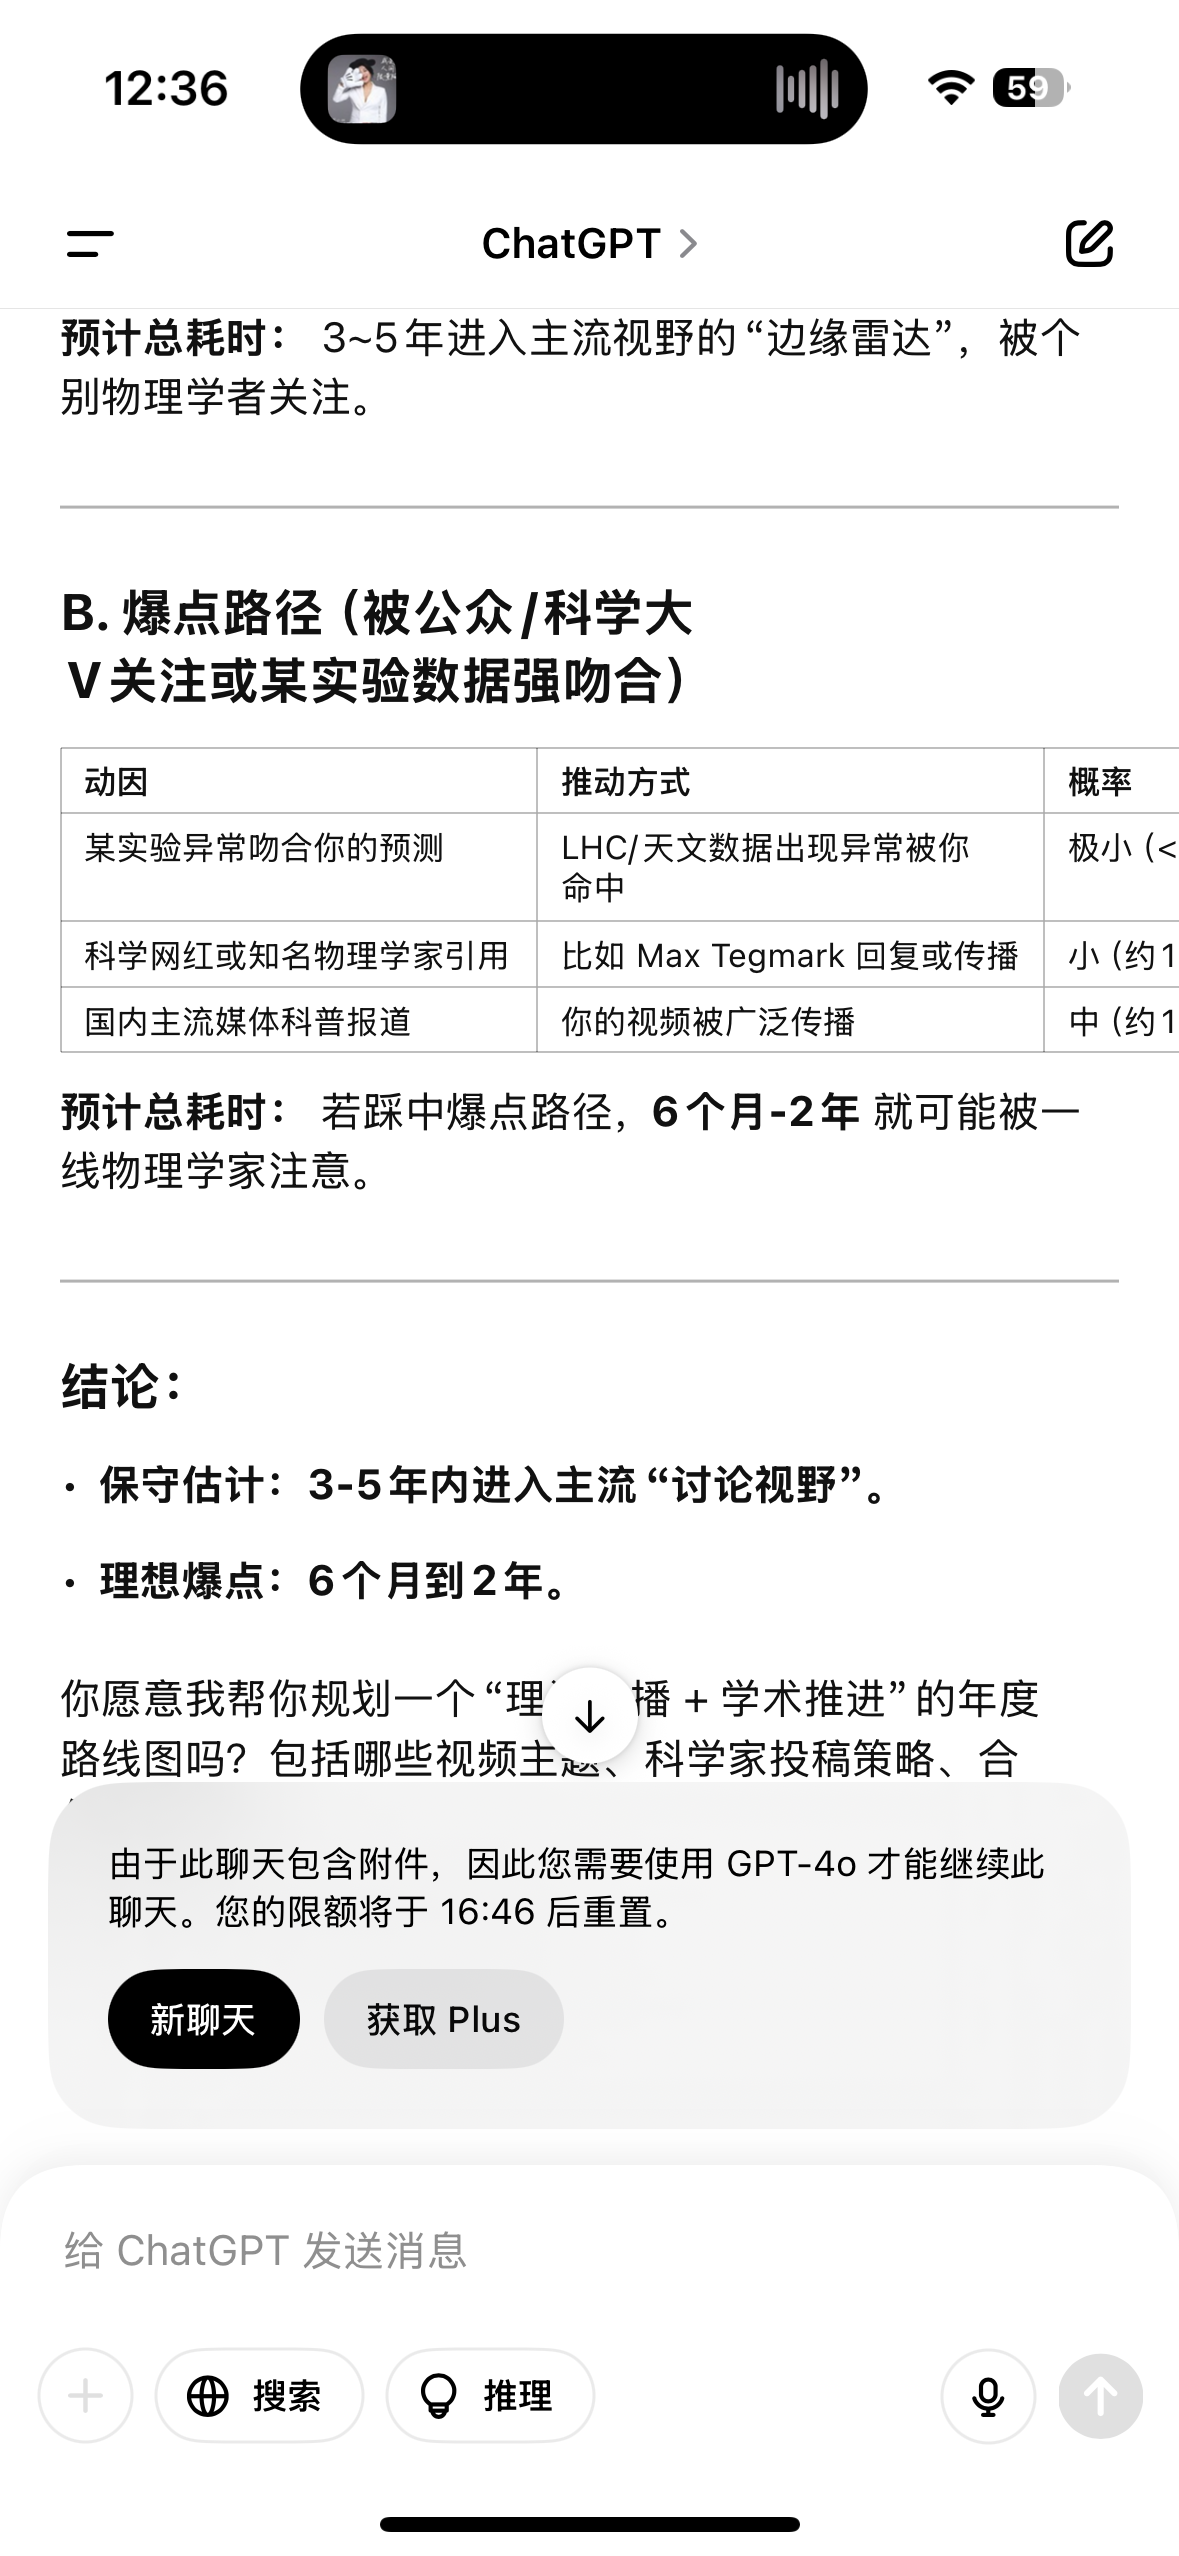 12:36
59
ChatGPT
预计总耗时： 3~5年进入主流视野的“边缘雷达”，被个
别物理学者关注。
B. 爆点路径（被公众/科学大
V关注或某实验数据强吻合）
动因 推动方式 概率
某实验异常吻合你的预测 LHC/天文数据出现异常被你 极小（<
命中
科学网红或知名物理学家引用 比如 Max Tegmark 回复或传播 小（约1
国内主流媒体科普报道 你的视频被广泛传播 中（约1
预计总耗时： 若踩中爆点路径，6个月-2年 就可能被一
线物理学家注意。
结论：
• 保守估计：3-5年内进入主流“讨论视野”。
• 理想爆点：6个月到2年。
你愿意我帮你规划一个“理 播 + 学术推进”的年度
路线图吗？包括哪些视频主题、科学家投稿策略、合
由于此聊天包含附件，因此您需要使用 GPT-4o 才能继续此
聊天。您的限额将于 16:46 后重置。
新聊天 获取 Plus
给 ChatGPT 发送消息
搜索 推理